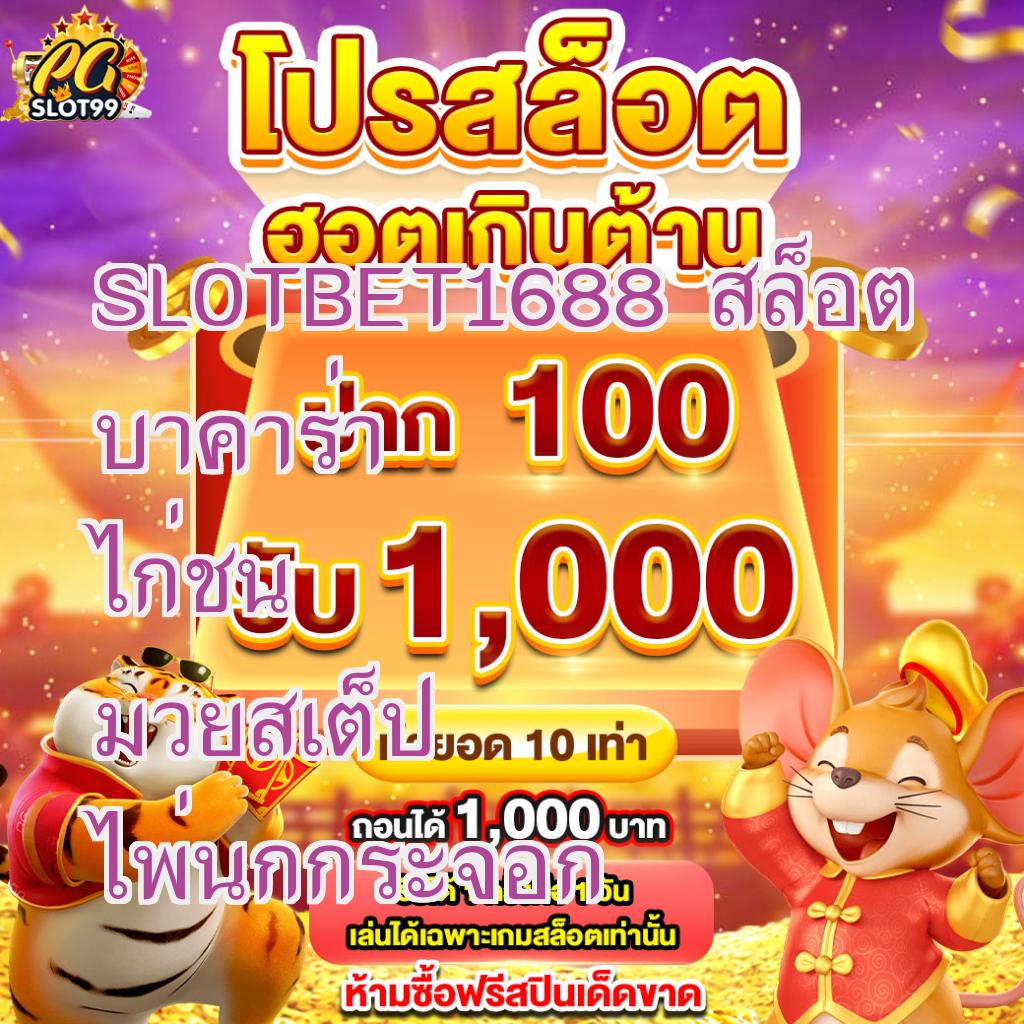 PG
SLOT99
โปรสล็อต
ฮอตเกินต้าน
SLOTBET1688 สล็อต
100
บาคาร่า
ไก่ชน
1,000
มวยสเต็ป
ยอด 10 เท่า
ถอนได้ 1,000 บาท
ไพ่นกกระจอก
วัน
เล่นได้เฉพาะเกมสล็อตเท่านั้น
ห้ามซื้อฟรีสปินเด็ดขาด